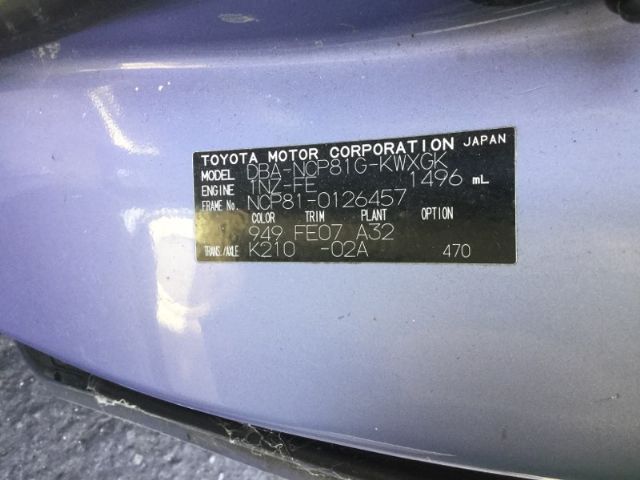 TOYOTA MOTOR CORPORATION JAPAN
MODEL DBA-NCP81G-KWXGK
ENGINE 1NZ-FE 1496 mL
FRAME No. NCP81-0126457
COLOR TRIM PLANT OPTION
949 FE07 A32
TRANS./AXLE K210 -02A 470